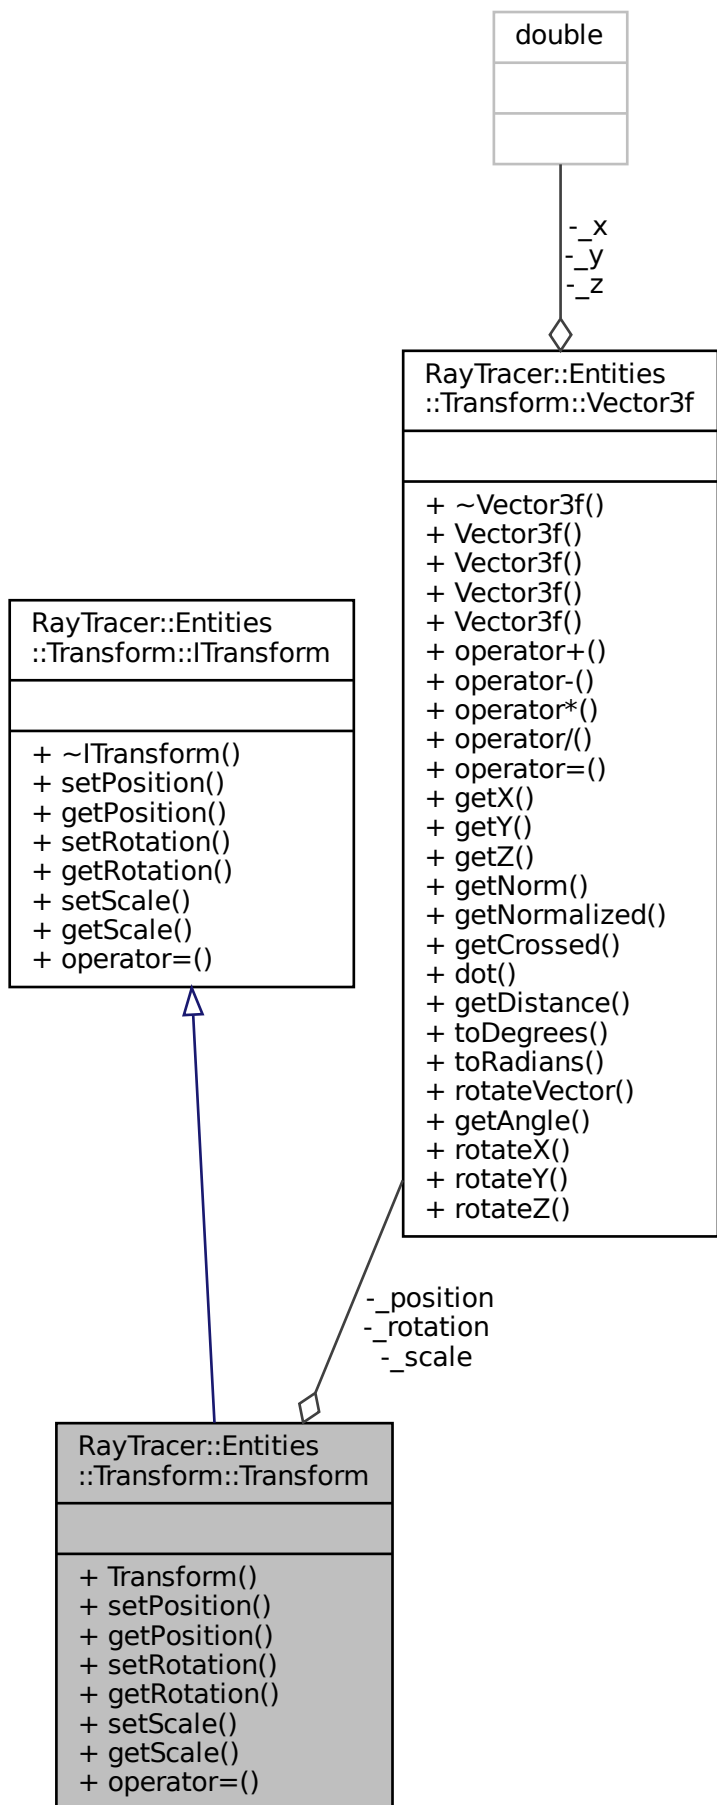 double
-_x
-_y
-_z
RayTracer::Entities
::Transform::Vector3f
+ ~Vector3f()
+ Vector3f()
+ Vector3f()
+ Vector3f()
+ Vector3f()
+ operator+()
+ operator-()
+ operator*()
+ operator/()
+ operator=()
+ getX()
+ getY()
+ getZ()
+ getNorm()
+ getNormalized()
+ getCrossed()
+ dot()
+ getDistance()
+ toDegrees()
+ toRadians()
+ rotateVector()
+ getAngle()
+ rotateX()
+ rotateY()
+ rotateZ()
RayTracer::Entities
::Transform::ITransform
+ ~ITransform()
+ setPosition()
+ getPosition()
+ setRotation()
+ getRotation()
+ setScale()
+ getScale()
+ operator=()
-_position
-_rotation
-_scale
RayTracer::Entities
::Transform::Transform
+ Transform()
+ setPosition()
+ getPosition()
+ setRotation()
+ getRotation()
+ setScale()
+ getScale()
+ operator=()